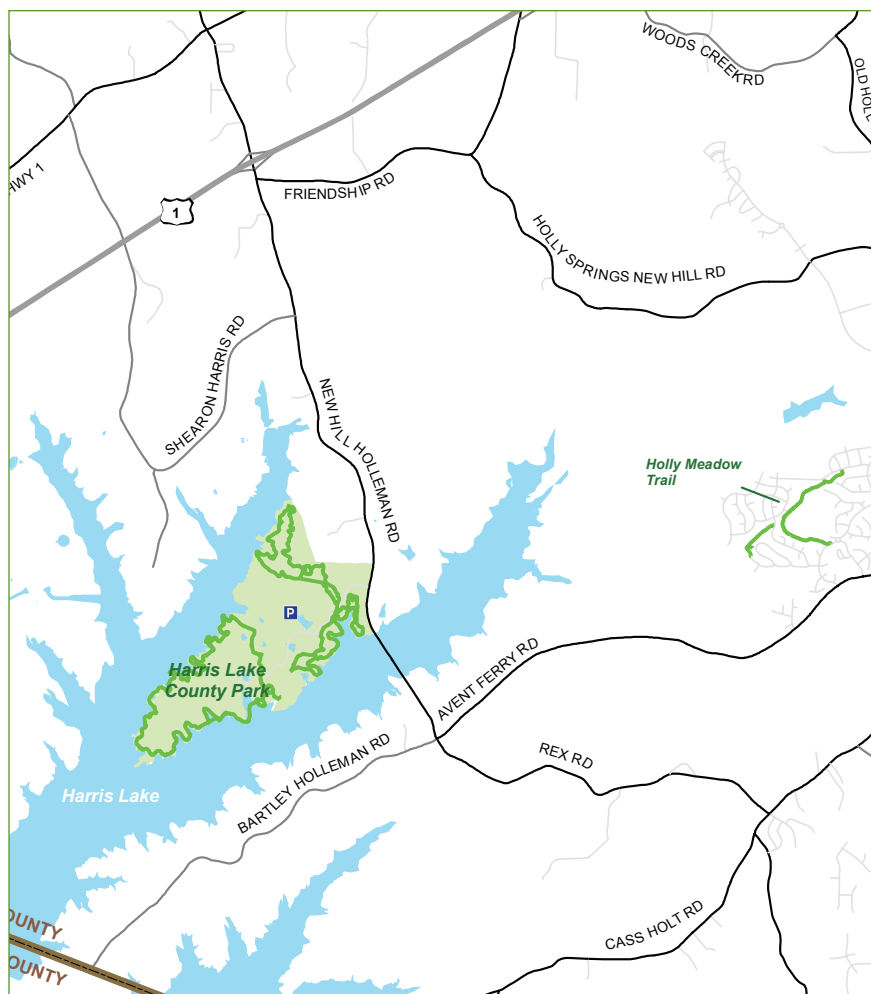 WOODS CREEK RD
OLD HOLL
HWY 1
1
FRIENDSHIP RD
HOLLY SPRINGS NEW HILL RD
SHEARON HARRIS RD
NEW HILL HOLLEMAN RD
Holly Meadow
Trail
P
Harris Lake
County Park
AVENT FERRY RD
REX RD
BARTLEY HOLLEMAN RD
Harris Lake
CASS HOLT RD
OUNTY
OUNTY